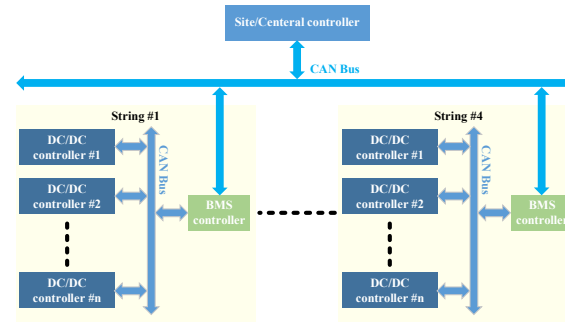 Site/Centeral controller
CAN Bus
String #1
DC/DC
controller #1
DC/DC
controller #2
DC/DC
controller #n
CAN Bus
BMS
controller
String #4
DC/DC
controller #1
DC/DC
controller #2
DC/DC
controller #n
CAN Bus
BMS
controller